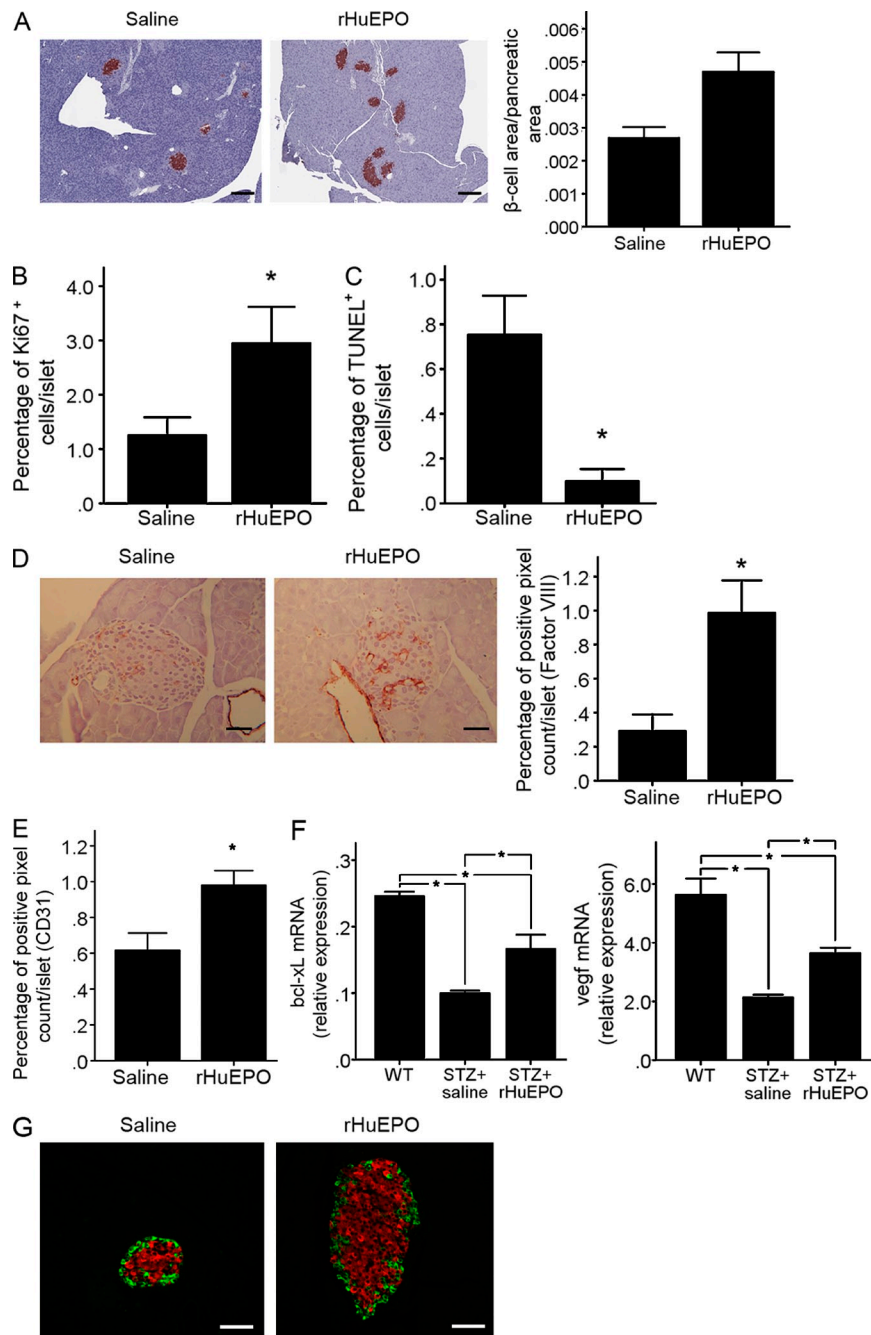 A
Saline
rHuEPO
β-cell area/pancreatic
area
.006
.005
.004
.003
.002
.001
.000
Saline
rHuEPO
B
Percentage of Ki67+
cells/islet
4.0
3.0
2.0
1.0
.0
*
Saline
rHuEPO
C
Percentage of TUNEL+
cells/islet
1.0
.8
.6
.4
.2
.0
*
Saline
rHuEPO
D
Saline
rHuEPO
Percentage of positive pixel
count/islet (Factor VIII)
1.2
1.0
.8
.6
.4
.2
.0
*
Saline
rHuEPO
E
Percentage of positive pixel
count/islet (CD31)
1.2
1.0
.8
.6
.4
.2
.0
*
Saline
rHuEPO
F
bcl-xL mRNA
(relative expression)
.3
.2
.1
.0
*
*
*
WT
STZ+
saline
STZ+
rHuEPO
vegf mRNA
(relative expression)
6.0
4.0
2.0
.0
*
*
*
WT
STZ+
saline
STZ+
rHuEPO
G
Saline
rHuEPO